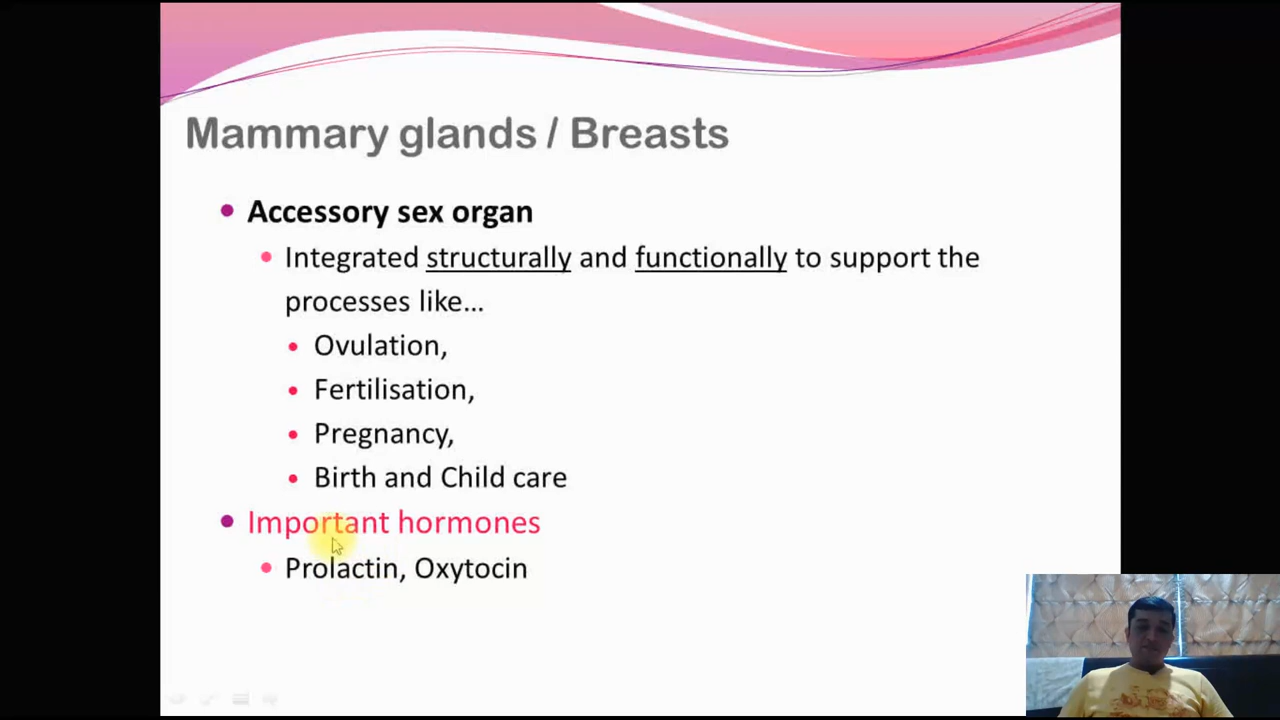 Mammary glands / Breasts
Accessory sex organ
Integrated structurally and functionally to support the
processes like...
Ovulation,
Fertilisation,
Pregnancy,
Birth and Child care
Important hormones
Prolactin, Oxytocin